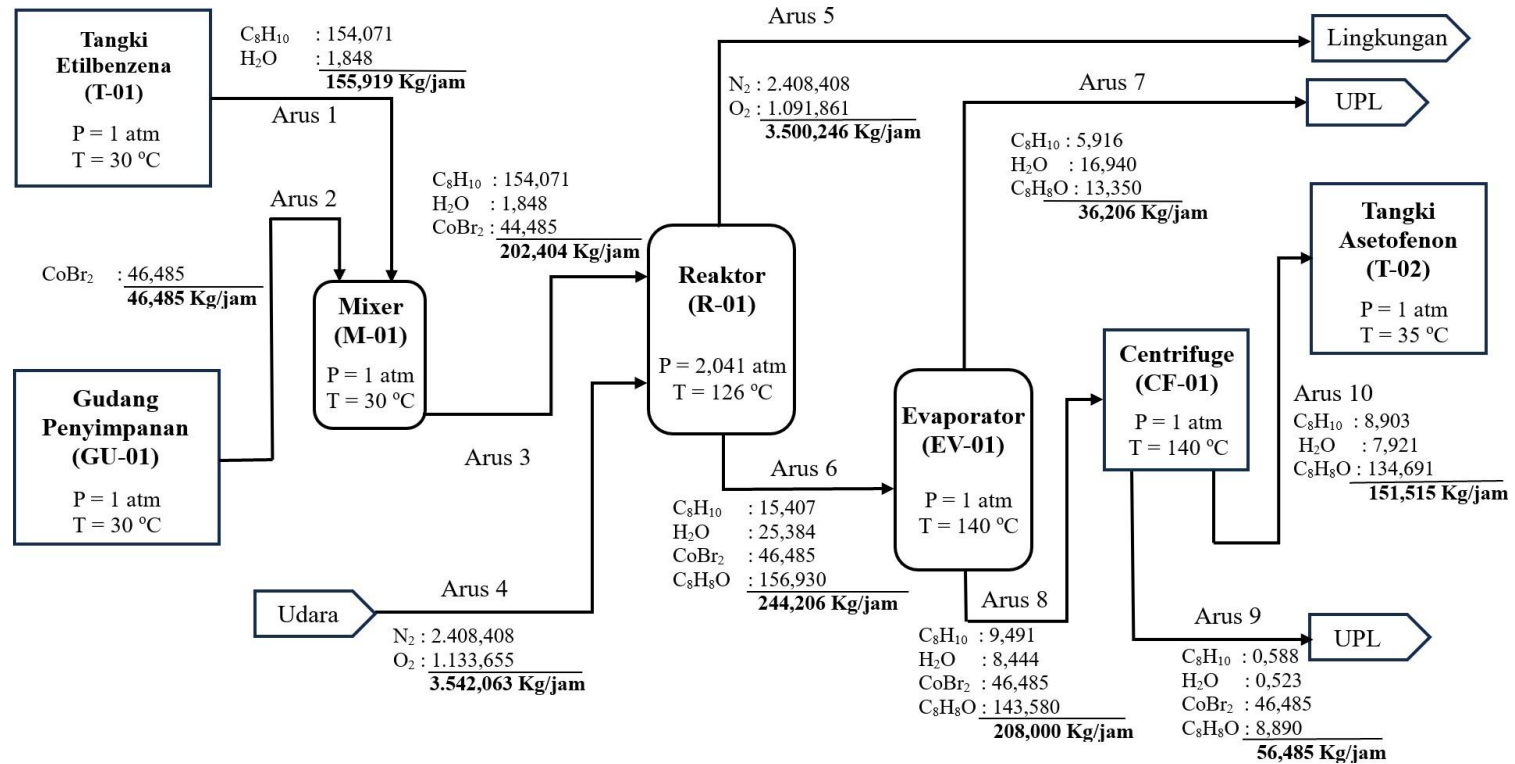 Tangki
Etilbenzena
(T-01)
P = 1 atm
T = 30 ºC
C₈H₁₀ : 154,071
H₂O : 1,848
155,919 Kg/jam
Arus 1
Arus 2
CoBr₂ : 46,485
46,485 Kg/jam
Gudang
Penyimpanan
(GU-01)
P = 1 atm
T = 30 ºC
Mixer
(M-01)
P = 1 atm
T = 30 ºC
C₈H₁₀ : 154,071
H₂O : 1,848
CoBr₂ : 44,485
202,404 Kg/jam
Arus 3
Udara
Arus 4
N₂ : 2.408,408
O₂ : 1.133,655
3.542,063 Kg/jam
Reaktor
(R-01)
P = 2,041 atm
T = 126 ºC
Arus 5
N₂ : 2.408,408
O₂ : 1.091,861
3.500,246 Kg/jam
Lingkungan
Arus 6
C₈H₁₀ : 15,407
H₂O : 25,384
CoBr₂ : 46,485
C₈H₈O : 156,930
244,206 Kg/jam
Evaporator
(EV-01)
P = 1 atm
T = 140 ºC
Arus 7
C₈H₁₀ : 5,916
H₂O : 16,940
C₈H₈O : 13,350
36,206 Kg/jam
UPL
Arus 8
C₈H₁₀ : 9,491
H₂O : 8,444
CoBr₂ : 46,485
C₈H₈O : 143,580
208,000 Kg/jam
Centrifuge
(CF-01)
P = 1 atm
T = 140 ºC
Arus 9
C₈H₁₀ : 0,588
H₂O : 0,523
CoBr₂ : 46,485
C₈H₈O : 8,890
56,485 Kg/jam
UPL
Tangki
Asetofenon
(T-02)
P = 1 atm
T = 35 ºC
Arus 10
C₈H₁₀ : 8,903
H₂O : 7,921
C₈H₈O : 134,691
151,515 Kg/jam